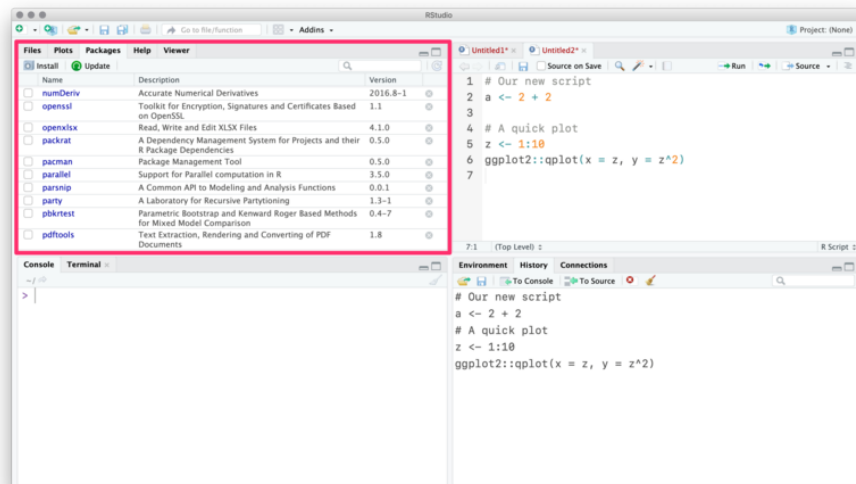 RStudio
Go to file/function
Addins
Project: (None)
Files Plots Packages Help Viewer
Install Update
Name Description Version
numDeriv Accurate Numerical Derivatives 2016.8-1
openssl Toolkit for Encryption, Signatures and Certificates Based on OpenSSL 1.1
openxlsx Read, Write and Edit XLSX Files 4.1.0
packrat A Dependency Management System for Projects and their R Package Dependencies 0.5.0
pacman Package Management Tool 0.5.0
parallel Support for Parallel computation in R 3.5.0
parsnip A Common API to Modeling and Analysis Functions 0.0.1
party A Laboratory for Recursive Partytioning 1.3-1
pbkrtest Parametric Bootstrap and Kenward Roger Based Methods for Mixed Model Comparison 0.4-7
pdftools Text Extraction, Rendering and Converting of PDF Documents 1.8
Untitled1* Untitled2*
Source on Save Run Source
1 # Our new script
2 a <- 2 + 2
3
4 # A quick plot
5 z <- 1:10
6 ggplot2::qplot(x = z, y = z^2)
7
7:1 (Top Level) R Script
Console Terminal
~/
>
Environment History Connections
To Console To Source
# Our new script
a <- 2 + 2
# A quick plot
z <- 1:10
ggplot2::qplot(x = z, y = z^2)